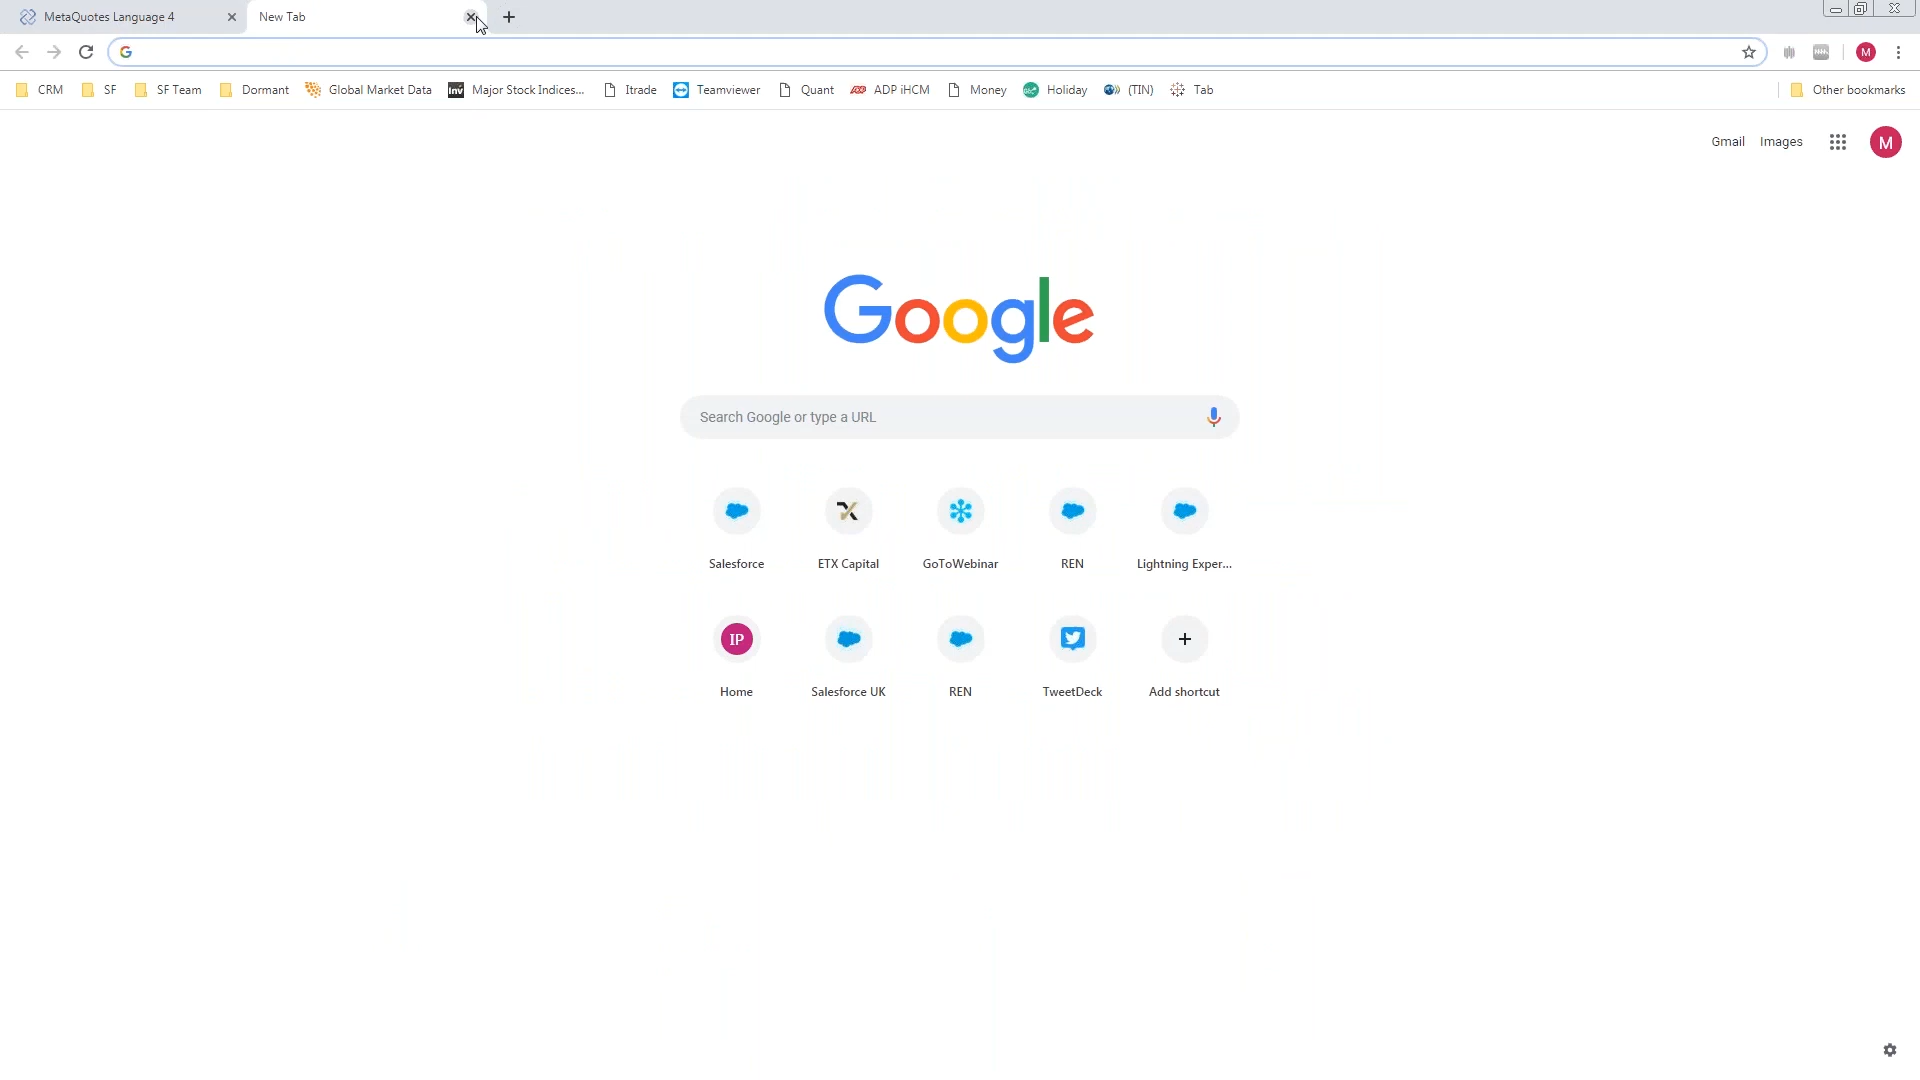 MetaQuotes Language 4
New Tab
CRM
SF
SF Team
Dormant
Global Market Data
Major Stock Indices...
Itrade
Teamviewer
Quant
ADP iHCM
Money
Holiday
(TIN)
Tab
Other bookmarks
Gmail
Images
M
M
Google
Search Google or type a URL
Salesforce
ETX Capital
GoToWebinar
REN
Lightning Exper...
IP
Home
Salesforce UK
REN
TweetDeck
Add shortcut